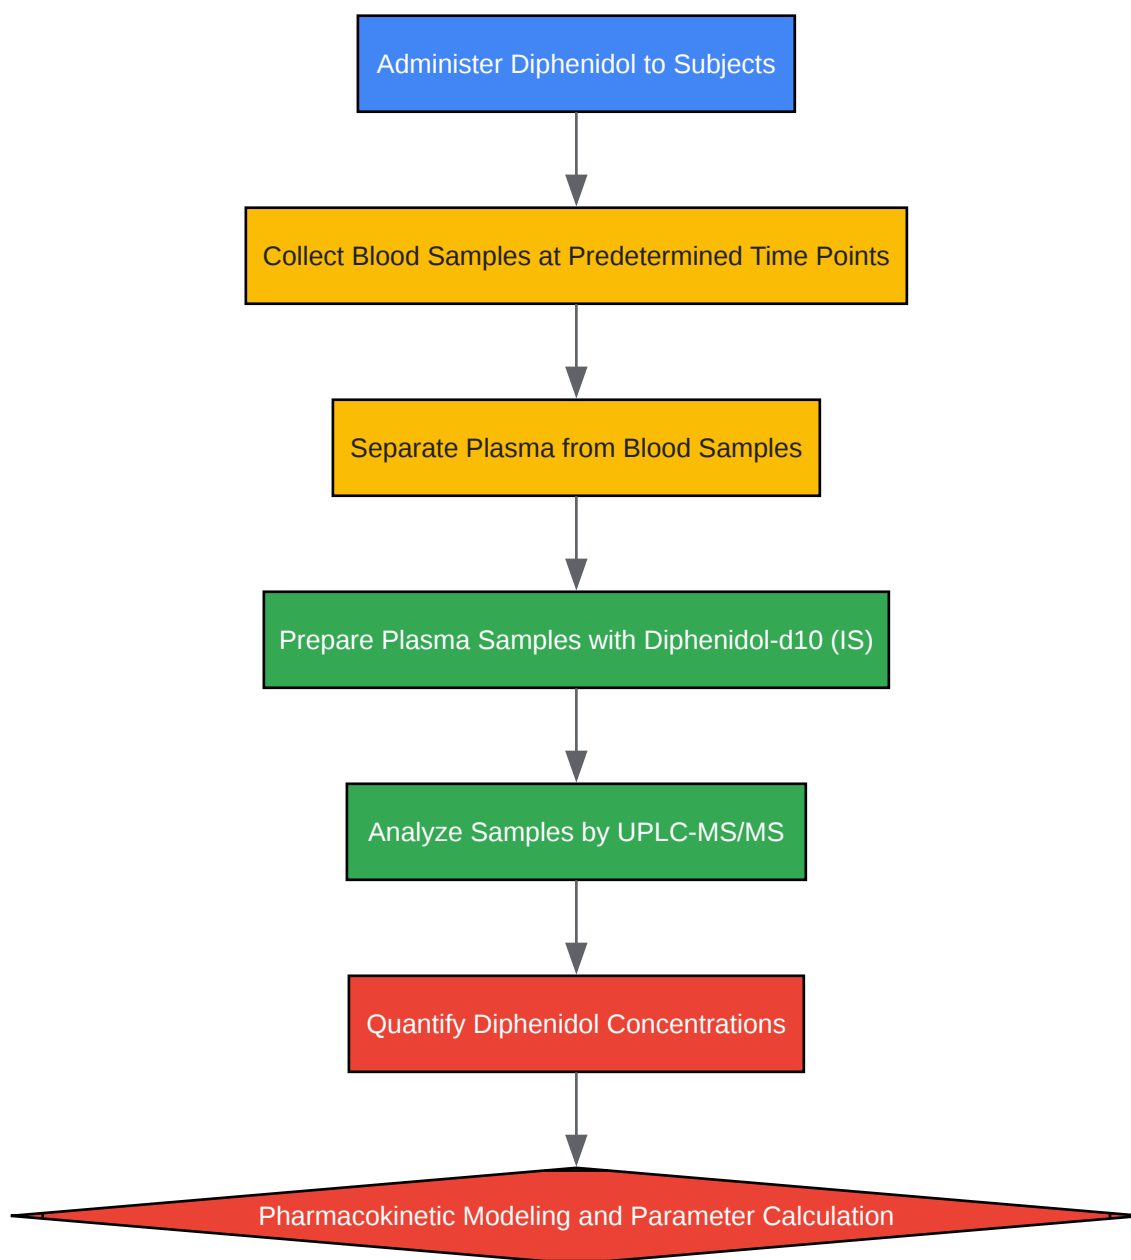 Administer Diphenidol to Subjects
Collect Blood Samples at Predetermined Time Points
Separate Plasma from Blood Samples
Prepare Plasma Samples with Diphenidol-d10 (IS)
Analyze Samples by UPLC-MS/MS
Quantify Diphenidol Concentrations
Pharmacokinetic Modeling and Parameter Calculation